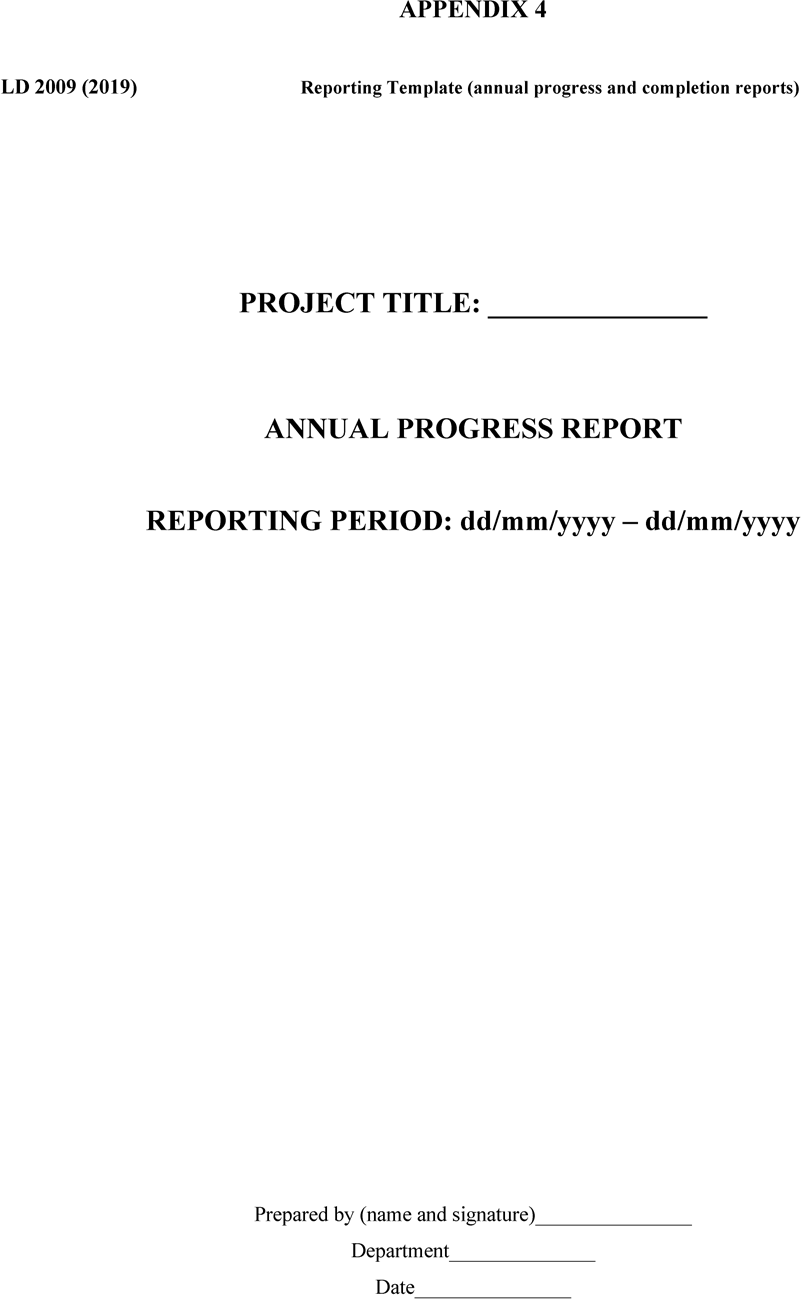 APPENDIX 4
LD 2009 (2019) Reporting Template (annual progress and completion reports)
PROJECT TITLE: _______________
ANNUAL PROGRESS REPORT
REPORTING PERIOD: dd/mm/yyyy – dd/mm/yyyy
Prepared by (name and signature)_______________
Department______________
Date_______________